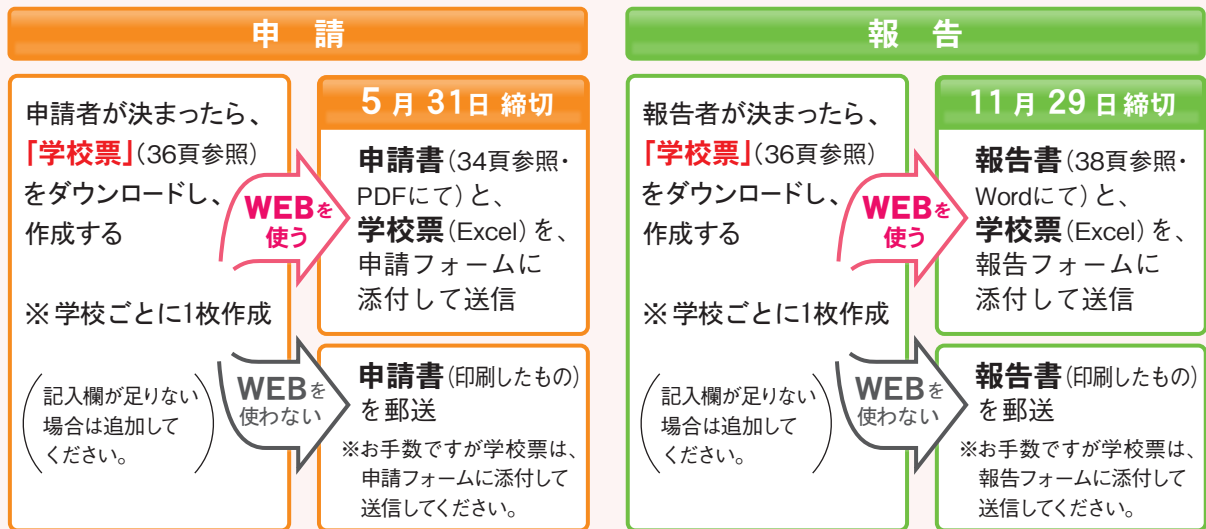 申 請
申請者が決まったら、
「学校票」(36頁参照)
をダウンロードし、
作成する
※学校ごとに1枚作成
(記入欄が足りない
場合は追加して
ください。)
WEBを
使う
5月31日 締切
申請書(34頁参照・
PDFにて)と、
学校票(Excel)を、
申請フォームに
添付して送信
WEBを
使わない
申請書(印刷したもの)
を郵送
※お手数ですが学校票は、
申請フォームに添付して
送信してください。
報 告
報告者が決まったら、
「学校票」(36頁参照)
をダウンロードし、
作成する
※学校ごとに1枚作成
(記入欄が足りない
場合は追加して
ください。)
WEBを
使う
11月29日締切
報告書(38頁参照・
Wordにて)と、
学校票(Excel)を、
報告フォームに
添付して送信
WEBを
使わない
報告書(印刷したもの)
を郵送
※お手数ですが学校票は、
報告フォームに添付して
送信してください。